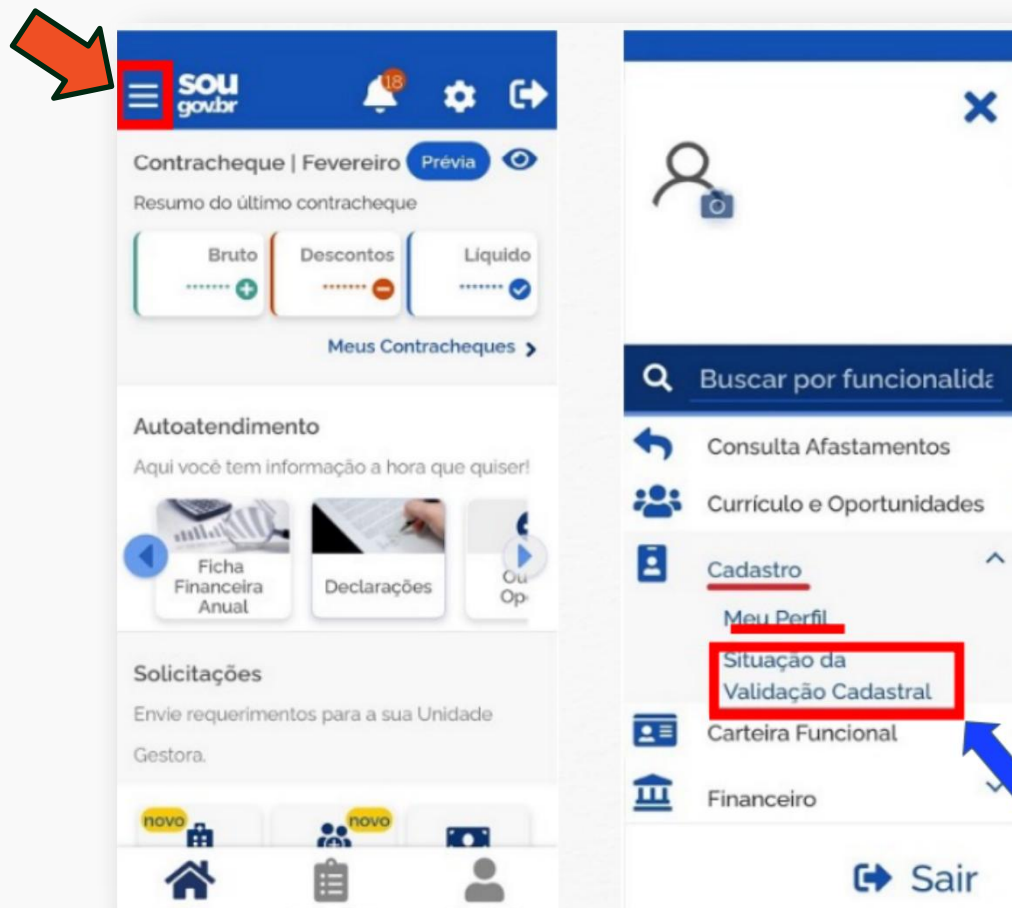 sou
gov.br
18
Contracheque | Fevereiro
Prévia
Resumo do último contracheque
Bruto
Descontos
Líquido
Meus Contracheques
Autoatendimento
Aqui você tem informação a hora que quiser!
Ficha
Financeira
Anual
Declarações
Solicitações
Envie requerimentos para a sua Unidade
Gestora.
novo
novo
Buscar por funcionalida
Consulta Afastamentos
Currículo e Oportunidades
Cadastro
Meu Perfil
Situação da
Validação Cadastral
Carteira Funcional
Financeiro
Sair